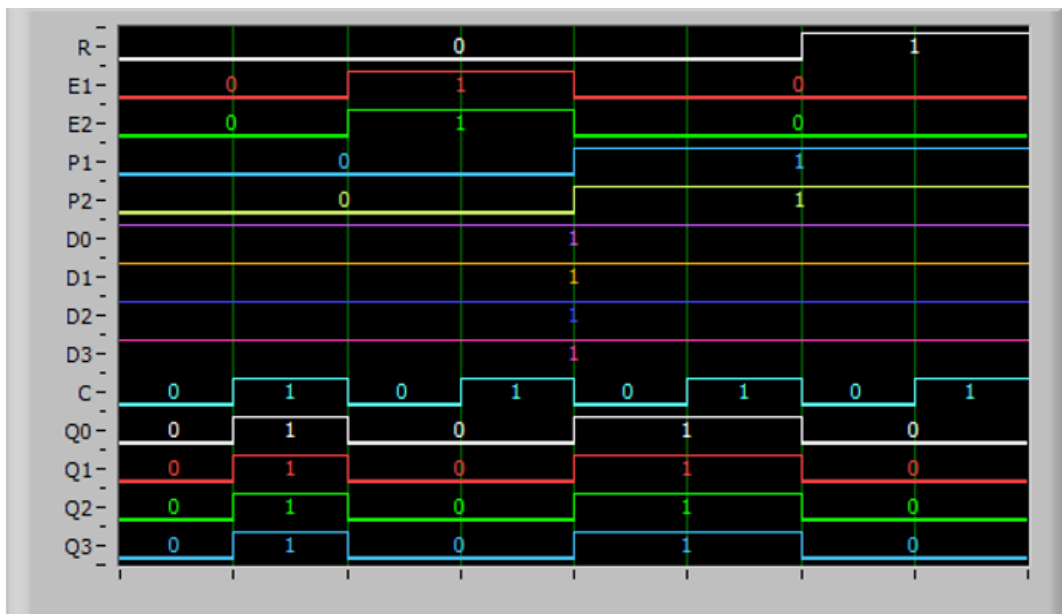 R 0 1
E1 0 1 0
E2 0 1 0
P1 0 1
P2 0 1
D0 1
D1 1
D2 1
D3 1
C 0 1 0 1 0 1 0 1
Q0 0 1 0 1 0
Q1 0 1 0 1 0
Q2 0 1 0 1 0
Q3 0 1 0 1 0